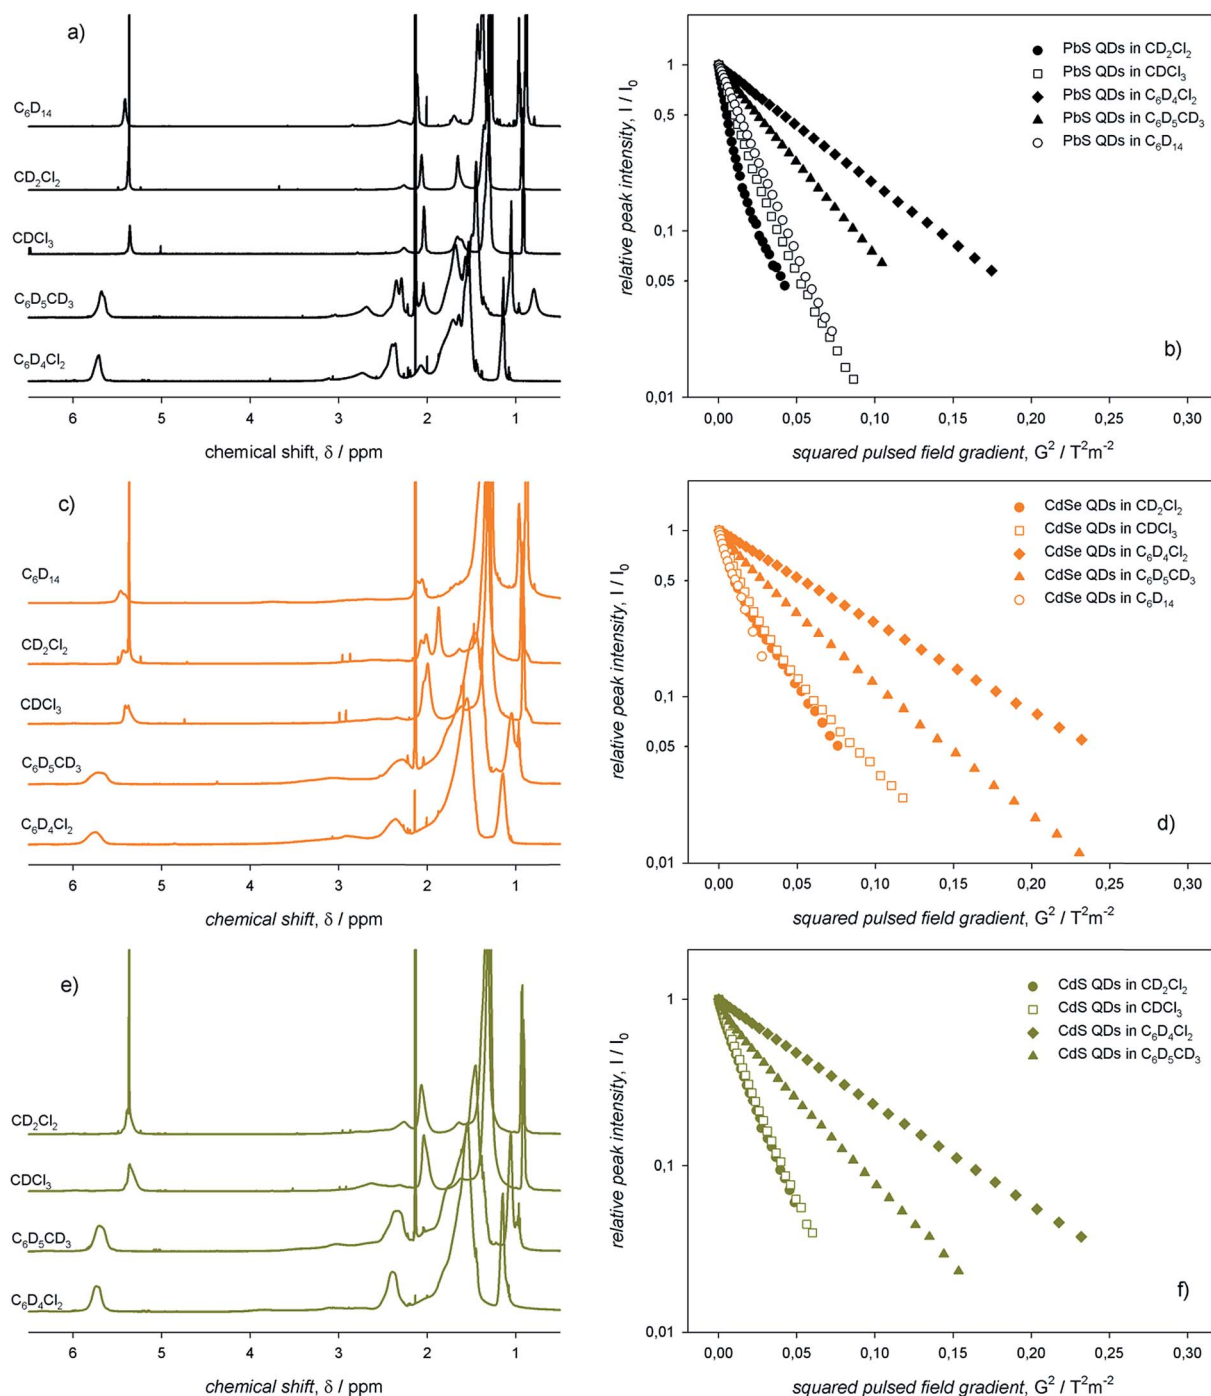 a)
C6D14
CD2Cl2
CDCl3
C6D5CD3
C6D4Cl2
6 5 4 3 2 1
chemical shift, δ / ppm
relative peak intensity, I / I0
1
0,5
0,1
0,05
0,01
PbS QDs in CD2Cl2
PbS QDs in CDCl3
PbS QDs in C6D4Cl2
PbS QDs in C6D5CD3
PbS QDs in C6D14
b)
0,00 0,05 0,10 0,15 0,20 0,25 0,30
squared pulsed field gradient, G² / T²m⁻²
c)
C6D14
CD2Cl2
CDCl3
C6D5CD3
C6D4Cl2
6 5 4 3 2 1
chemical shift, δ / ppm
relative peak intensity, I / I0
1
0,5
0,1
0,05
0,01
CdSe QDs in CD2Cl2
CdSe QDs in CDCl3
CdSe QDs in C6D4Cl2
CdSe QDs in C6D5CD3
CdSe QDs in C6D14
d)
0,00 0,05 0,10 0,15 0,20 0,25 0,30
squared pulsed field gradient, G² / T²m⁻²
e)
CD2Cl2
CDCl3
C6D5CD3
C6D4Cl2
6 5 4 3 2 1
chemical shift, δ / ppm
relative peak intensity, I / I0
1
0,1
0,01
CdS QDs in CD2Cl2
CdS QDs in CDCl3
CdS QDs in C6D4Cl2
CdS QDs in C6D5CD3
f)
0,00 0,05 0,10 0,15 0,20 0,25 0,30
squared pulsed field gradient, G² / T²m⁻²